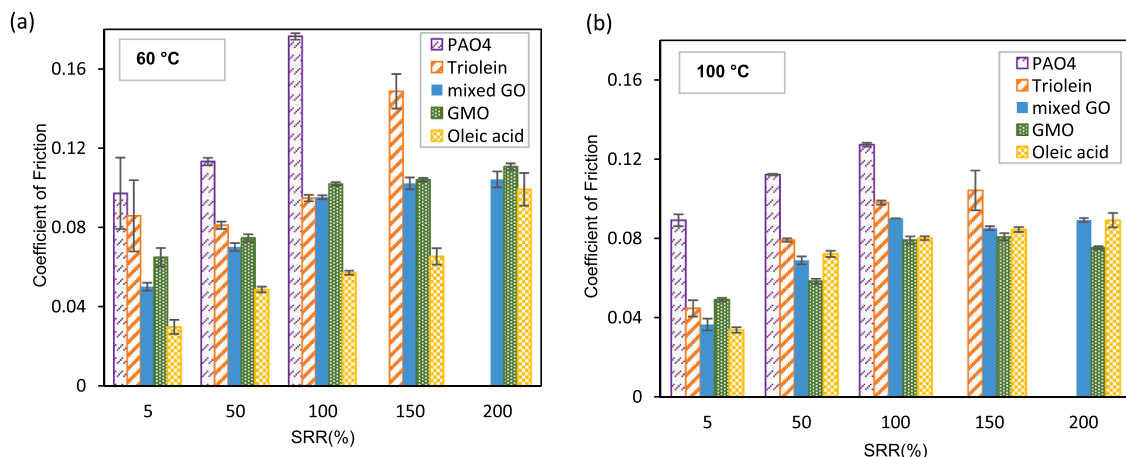 (a)
60 °C
PAO4
Triolein
mixed GO
GMO
Oleic acid
Coefficient of Friction
0.16
0.12
0.08
0.04
0
5 50 100 150 200
SRR(%)
(b)
100 °C
PAO4
Triolein
mixed GO
GMO
Oleic acid
Coefficient of Friction
0.16
0.12
0.08
0.04
0
5 50 100 150 200
SRR(%)